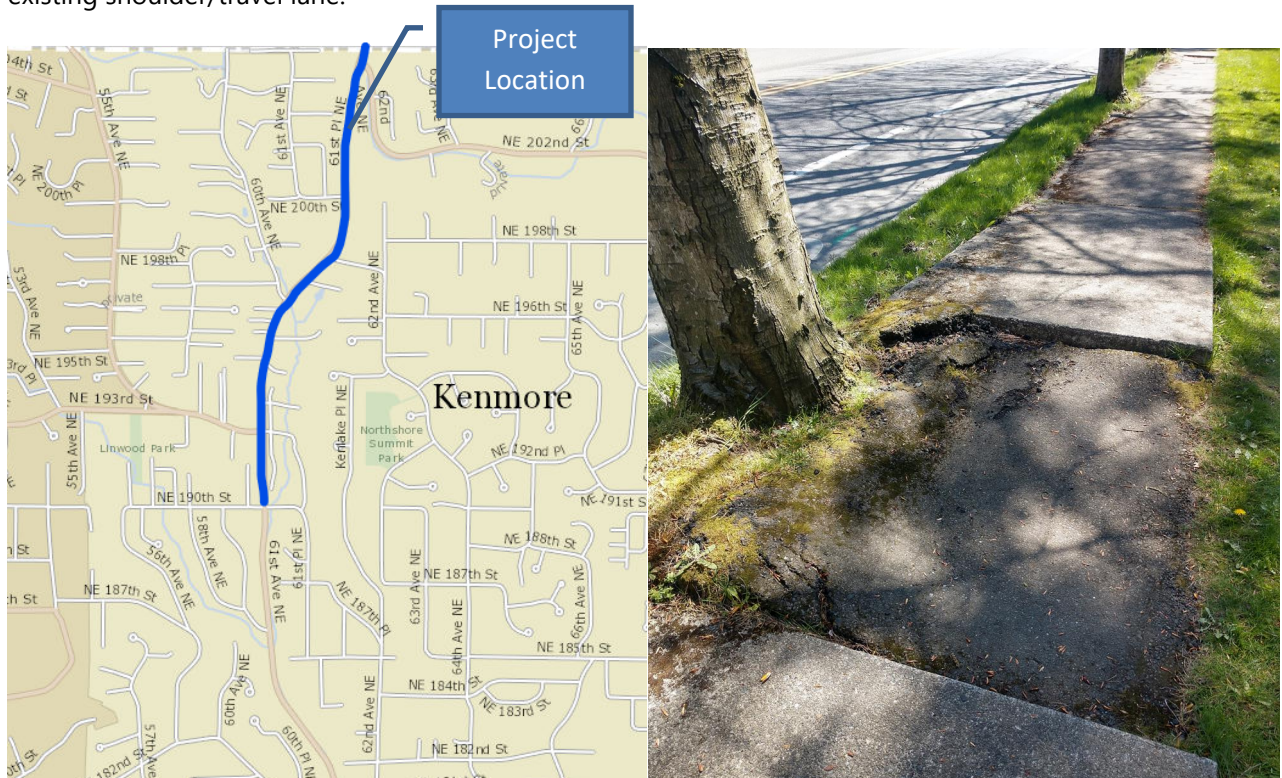 existing shoulder/travel lane.
Project
Location
55th Ave NE
61st Ave NE
61st Pl NE
62nd
NE 202nd St
NE 200th Pl
60th Ave NE
NE 200th St
NE 198th St
NE 198th Pl
53rd Ave NE
private
62nd Ave NE
NE 196th St
65th Ave NE
NE 195th St
NE 193rd St
Kenmore
Kenlake Pl NE
Northshore
Summit
Park
Linwood Park
55th Ave NE
NE 192nd Pl
NE 190th St
NE 191st S
58th Ave NE
56th Ave NE
61st Ave NE
61st Pl NE
NE 188th St
NE 187th St
NE 187th St
NE 187th Pl
63rd Ave NE
64th Ave NE
66th Ave NE
NE 185th St
60th Ave NE
NE 184th St
NE 183rd St
62nd Ave NE
60th Pl NE
57th Ave NE
182nd St
NE 182nd St